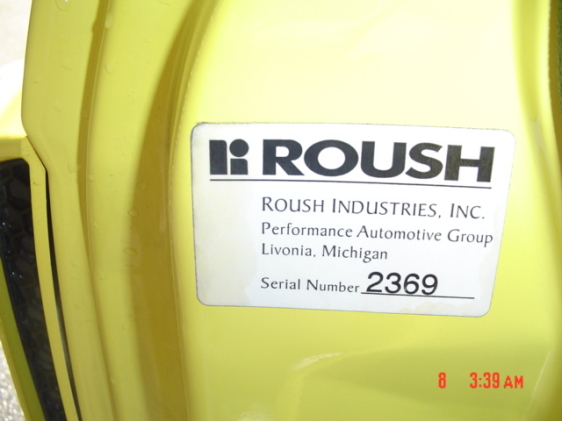 ROUSH
ROUSH INDUSTRIES, INC.
Performance Automotive Group
Livonia, Michigan
Serial Number 2369
8 3:39 AM